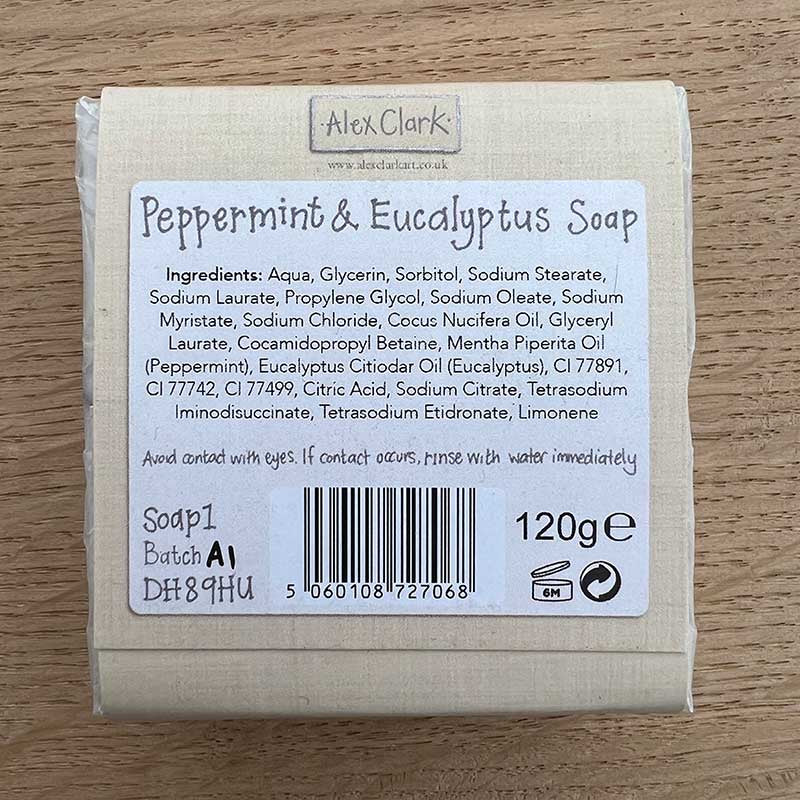 ·Alex Clark·
www.alexclarkart.co.uk
Peppermint & Eucalyptus Soap
Ingredients: Aqua, Glycerin, Sorbitol, Sodium Stearate,
Sodium Laurate, Propylene Glycol, Sodium Oleate, Sodium
Myristate, Sodium Chloride, Cocus Nucifera Oil, Glyceryl
Laurate, Cocamidopropyl Betaine, Mentha Piperita Oil
(Peppermint), Eucalyptus Citiodar Oil (Eucalyptus), CI 77891,
CI 77742, CI 77499, Citric Acid, Sodium Citrate, Tetrasodium
Iminodisuccinate, Tetrasodium Etidronate, Limonene
Avoid contact with eyes. If contact occurs, rinse with water immediately
Soap1
Batch A1
DH89HU
5 060108 727068
120g℮
6M